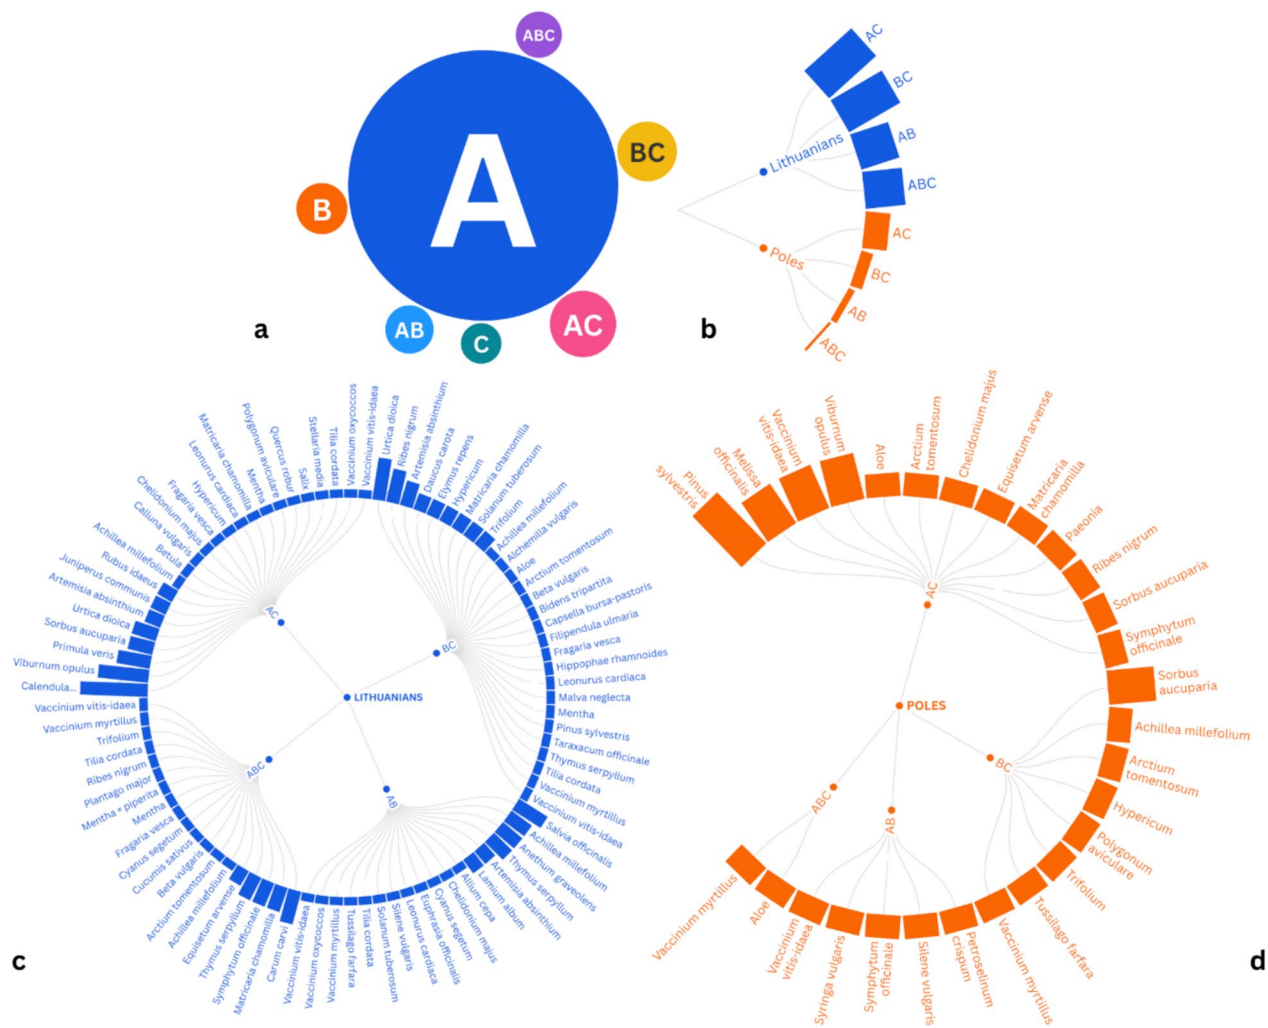 ABC
BC
A
B
AB
C
AC
a
AC
BC
AB
ABC
Lithuanians
AC
BC
AB
ABC
Poles
b
Calendula...
Viburnum opulus
Primula veris
Sorbus aucuparia
Urtica dioica
Artemisia absinthium
Juniperus communis
Rubus idaeus
Achillea millefolium
Betula
Calluna vulgaris
Chelidonium majus
Fragaria vesca
Hypericum
Leonurus cardiaca
Matricaria chamomilla
Mentha
Polygonum aviculare
Quercus robur
Salix
Stellaria media
Tilia cordata
Vaccinium oxycoccos
Vaccinium vitis-idaea
Urtica dioica
Ribes nigrum
Artemisia absinthium
Daucus carota
Elymus repens
Hypericum
Matricaria chamomilla
Solanum tuberosum
Trifolium
Achillea millefolium
Alchemilla vulgaris
Aloe
Arctium tomentosum
Beta vulgaris
Bidens tripartita
Capsella bursa-pastoris
Filipendula ulmaria
Fragaria vesca
Hippophae rhamnoides
Leonurus cardiaca
Malva neglecta
Mentha
Pinus sylvestris
Taraxacum officinale
Thymus serpyllum
Tilia cordata
Vaccinium myrtillus
Vaccinium vitis-idaea
Salvia officinalis
Achillea millefolium
Anethum graveolens
Thymus serpyllum
Artemisia absinthium
Lamium album
Allium cepa
Chelidonium majus
Cyanus segetum
Euphrasia officinalis
Leonurus cardiaca
Silene vulgaris
Solanum tuberosum
Tilia cordata
Tussilago farfara
Vaccinium myrtillus
Vaccinium oxycoccos
Vaccinium vitis-idaea
Carum carvi
Matricaria chamomilla
Symphytum officinale
Thymus serpyllum
Equisetum arvense
Achillea millefolium
Arctium tomentosum
Beta vulgaris
Cucumis sativus
Cyanus segetum
Fragaria vesca
Mentha
Mentha × piperita
Plantago major
Ribes nigrum
Tilia cordata
Trifolium
Vaccinium myrtillus
Vaccinium vitis-idaea
AC
BC
LITHUANIANS
ABC
AB
c
Pinus
sylvestris
Melissa
officinalis
Vaccinium
vitis-idaea
Viburnum
opulus
Aloe
Arctium
tomentosum
Chelidonium majus
Equisetum arvense
Matricaria
chamomilla
Paeonia
Ribes nigrum
Sorbus aucuparia
Symphytum
officinale
Sorbus
aucuparia
Achillea millefolium
Arctium
tomentosum
Hypericum
Polygonum
aviculare
Trifolium
Tussilago farfara
Vaccinium myrtillus
Petroselinum
crispum
Silene vulgaris
Symphytum
officinale
Syringa vulgaris
Vaccinium
vitis-idaea
Aloe
Vaccinium myrtillus
AC
POLES
BC
ABC
AB
d